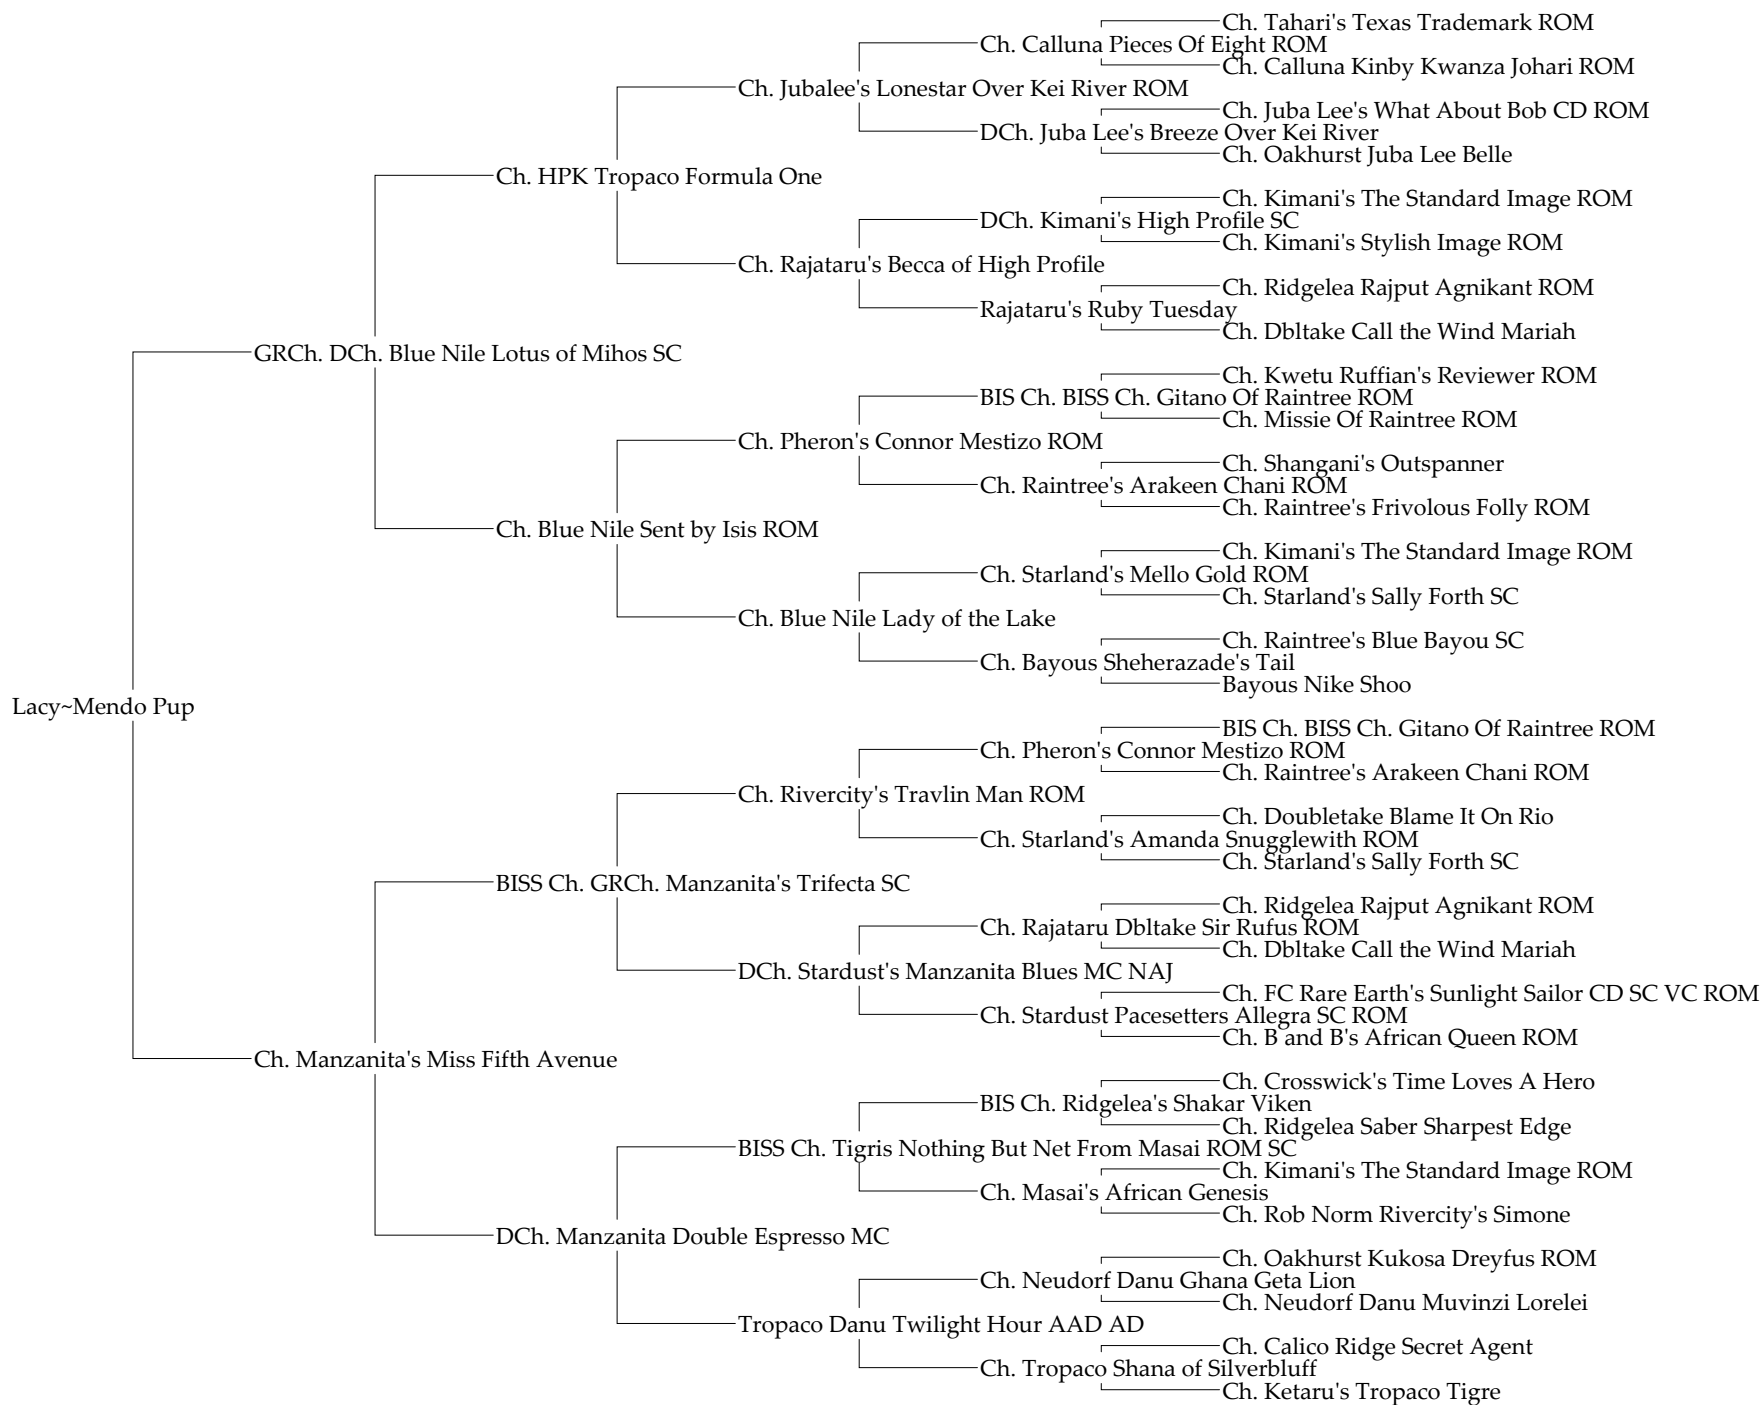 Ch. Tahari's Texas Trademark ROM
Ch. Calluna Pieces Of Eight ROM
Ch. Calluna Kinby Kwanza Johari ROM
Ch. Jubalee's Lonestar Over Kei River ROM
Ch. Juba Lee's What About Bob CD ROM
DCh. Juba Lee's Breeze Over Kei River
Ch. Oakhurst Juba Lee Belle
Ch. HPK Tropaco Formula One
Ch. Kimani's The Standard Image ROM
DCh. Kimani's High Profile SC
Ch. Kimani's Stylish Image ROM
Ch. Rajataru's Becca of High Profile
Ch. Ridgelea Rajput Agnikant ROM
Rajataru's Ruby Tuesday
Ch. Dbltake Call the Wind Mariah
GRCh. DCh. Blue Nile Lotus of Mihos SC
Ch. Kwetu Ruffian's Reviewer ROM
BIS Ch. BISS Ch. Gitano Of Raintree ROM
Ch. Missie Of Raintree ROM
Ch. Pheron's Connor Mestizo ROM
Ch. Shangani's Outspanner
Ch. Raintree's Arakeen Chani ROM
Ch. Raintree's Frivolous Folly ROM
Ch. Blue Nile Sent by Isis ROM
Ch. Kimani's The Standard Image ROM
Ch. Starland's Mello Gold ROM
Ch. Starland's Sally Forth SC
Ch. Blue Nile Lady of the Lake
Ch. Raintree's Blue Bayou SC
Ch. Bayous Sheherazade's Tail
Bayous Nike Shoo
Lacy~Mendo Pup
BIS Ch. BISS Ch. Gitano Of Raintree ROM
Ch. Pheron's Connor Mestizo ROM
Ch. Raintree's Arakeen Chani ROM
Ch. Rivercity's Travlin Man ROM
Ch. Doubletake Blame It On Rio
Ch. Starland's Amanda Snugglewith ROM
Ch. Starland's Sally Forth SC
BISS Ch. GRCh. Manzanita's Trifecta SC
Ch. Ridgelea Rajput Agnikant ROM
Ch. Rajataru Dbltake Sir Rufus ROM
Ch. Dbltake Call the Wind Mariah
DCh. Stardust's Manzanita Blues MC NAJ
Ch. FC Rare Earth's Sunlight Sailor CD SC VC ROM
Ch. Stardust Pacesetters Allegra SC ROM
Ch. B and B's African Queen ROM
Ch. Manzanita's Miss Fifth Avenue
Ch. Crosswick's Time Loves A Hero
BIS Ch. Ridgelea's Shakar Viken
Ch. Ridgelea Saber Sharpest Edge
BISS Ch. Tigris Nothing But Net From Masai ROM SC
Ch. Kimani's The Standard Image ROM
Ch. Masai's African Genesis
Ch. Rob Norm Rivercity's Simone
DCh. Manzanita Double Espresso MC
Ch. Oakhurst Kukosa Dreyfus ROM
Ch. Neudorf Danu Ghana Geta Lion
Ch. Neudorf Danu Muvinzi Lorelei
Tropaco Danu Twilight Hour AAD AD
Ch. Calico Ridge Secret Agent
Ch. Tropaco Shana of Silverbluff
Ch. Ketaru's Tropaco Tigre